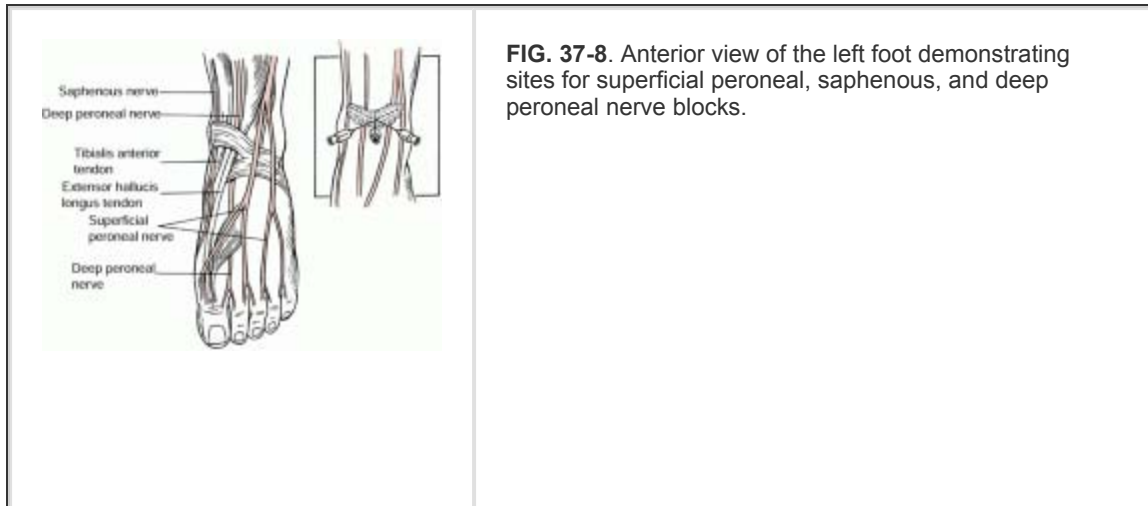 Saphenous nerve
Deep peroneal nerve
Tibialis anterior
tendon
Extensor hallucis
longus tendon
Superficial
peroneal nerve
Deep peroneal
nerve
FIG. 37-8. Anterior view of the left foot demonstrating
sites for superficial peroneal, saphenous, and deep
peroneal nerve blocks.